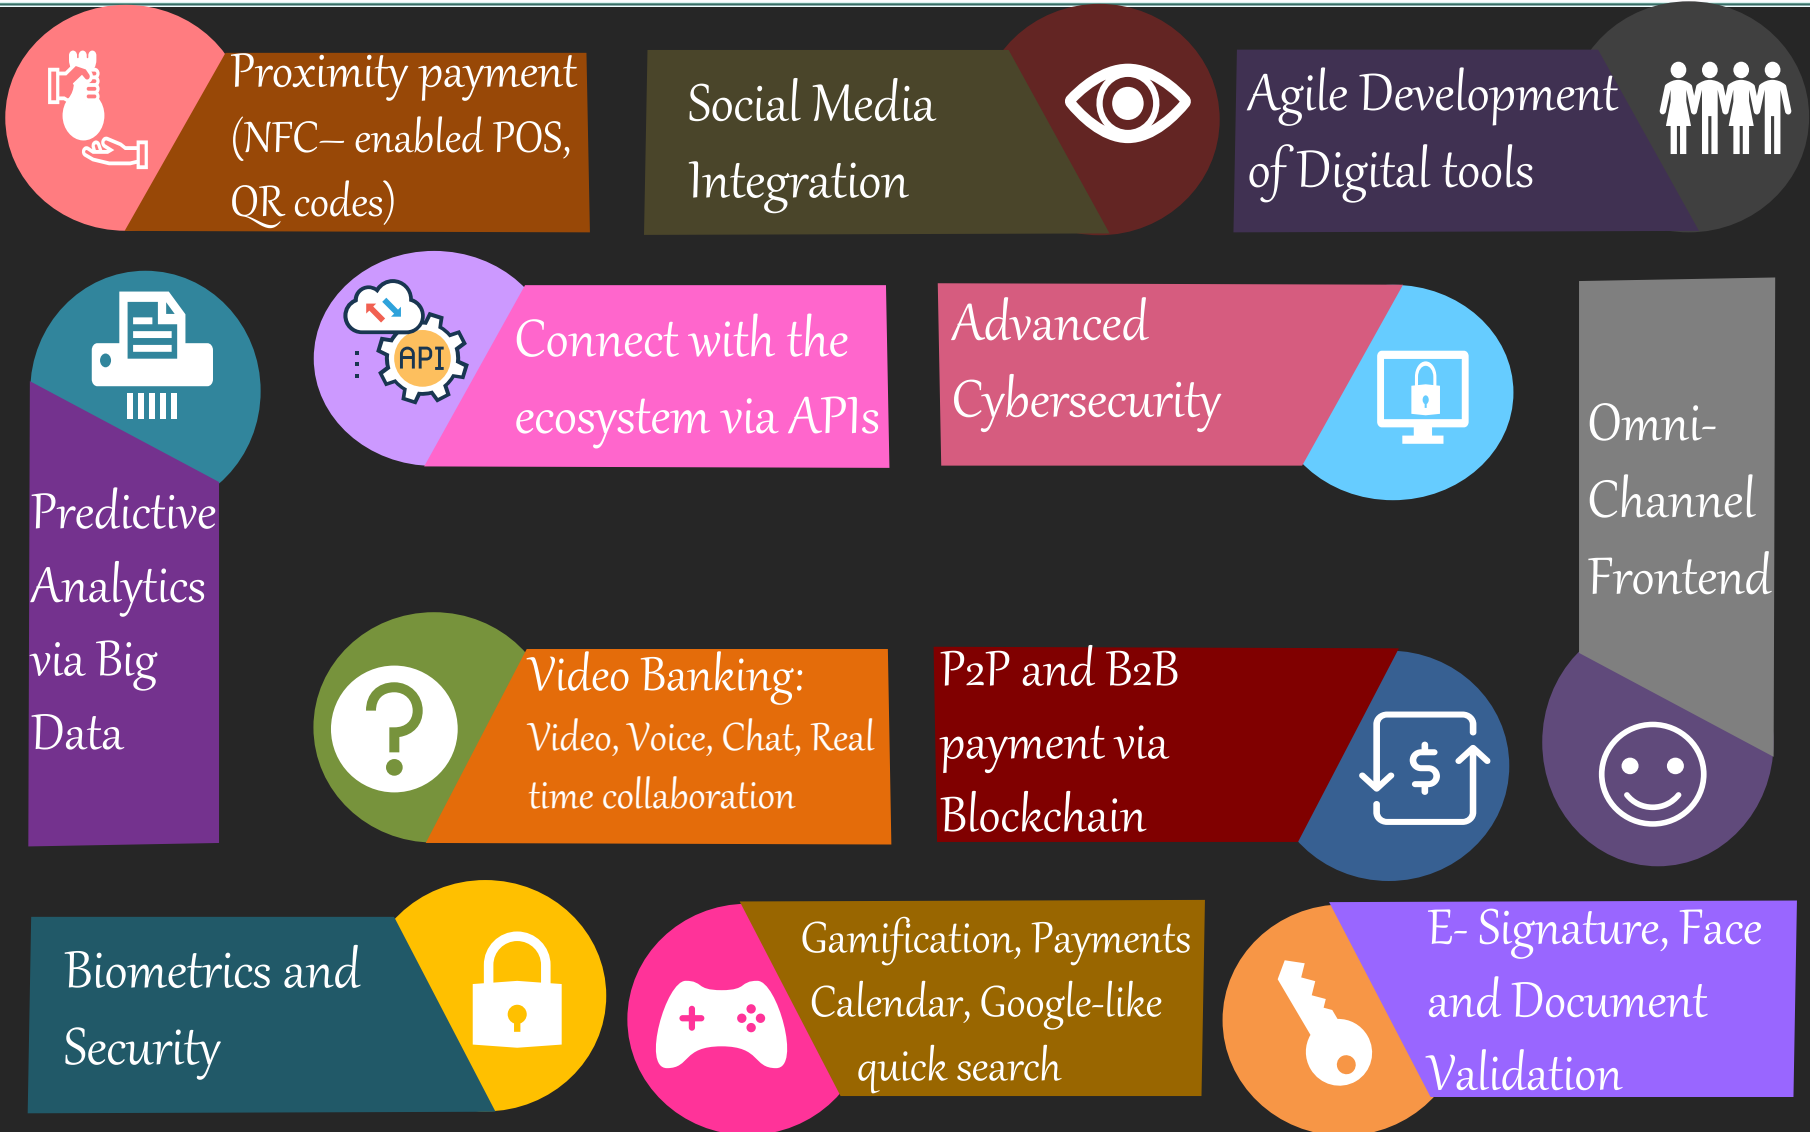 Proximity payment
(NFC– enabled POS,
QR codes)
Social Media
Integration
Agile Development
of Digital tools
Predictive
Analytics
via Big
Data
API
Connect with the
ecosystem via APIs
Advanced
Cybersecurity
Omni-
Channel
Frontend
?
Video Banking:
Video, Voice, Chat, Real
time collaboration
P2P and B2B
payment via
Blockchain
$
Biometrics and
Security
Gamification, Payments
Calendar, Google-like
quick search
E- Signature, Face
and Document
Validation